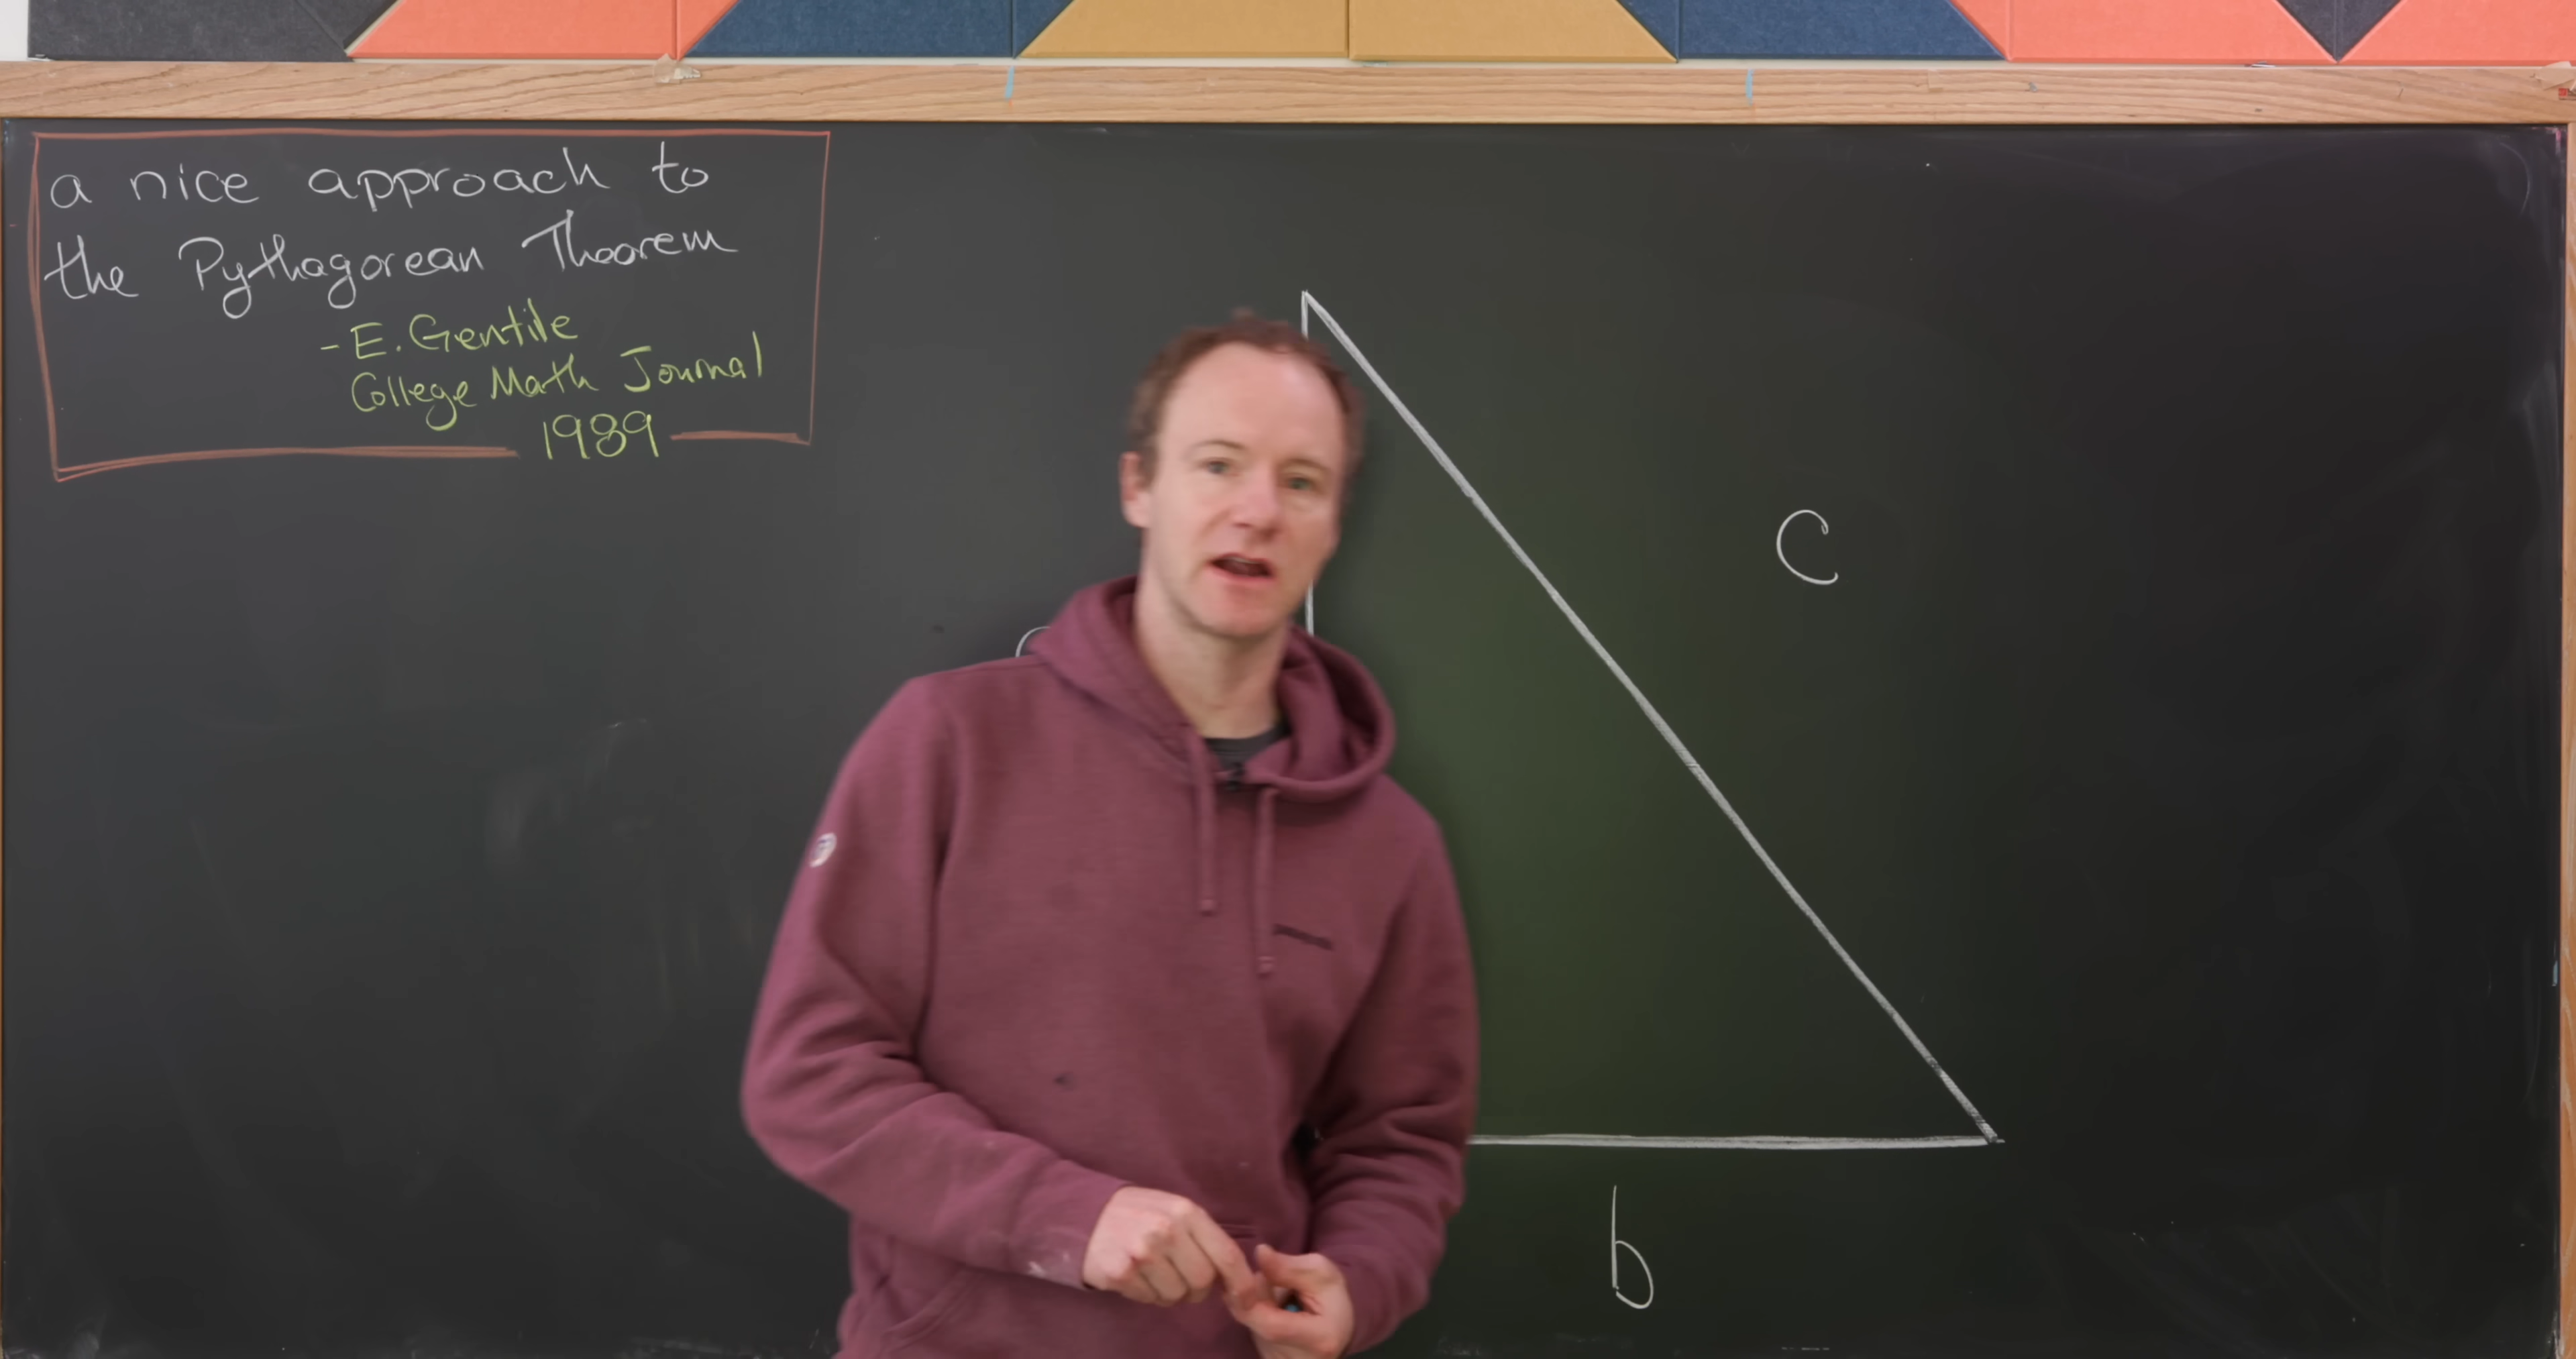 a nice approach to
the Pythagorean Theorem
- E. Gentile
College Math Journal
1989
c
b